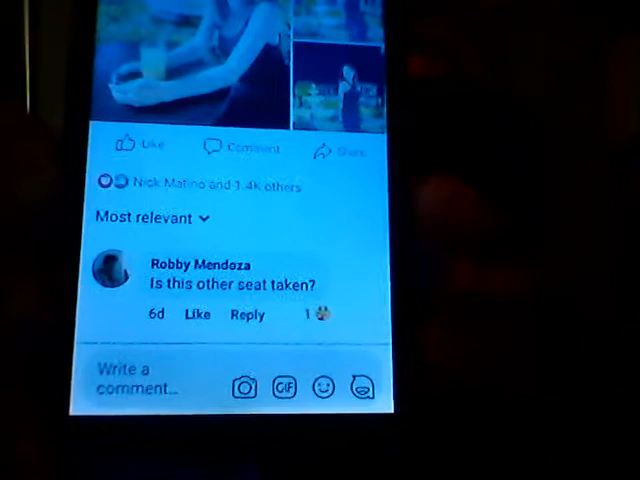 Like Comment Share
Nick Matino and 1.4K others
Most relevant
Robby Mendoza
Is this other seat taken?
6d Like Reply 1
Write a
comment...
GIF